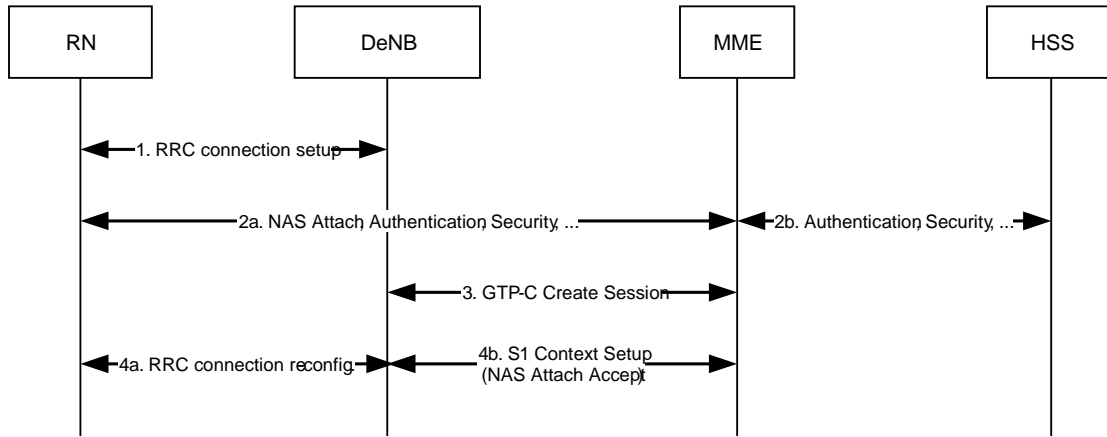 RN
DeNB
MME
HSS
1. RRC connection setup
2a. NAS Attach, Authentication, Security, ...
2b. Authentication, Security, ...
3. GTP-C Create Session
4a. RRC connection reconfig.
4b. S1 Context Setup
(NAS Attach Accept)